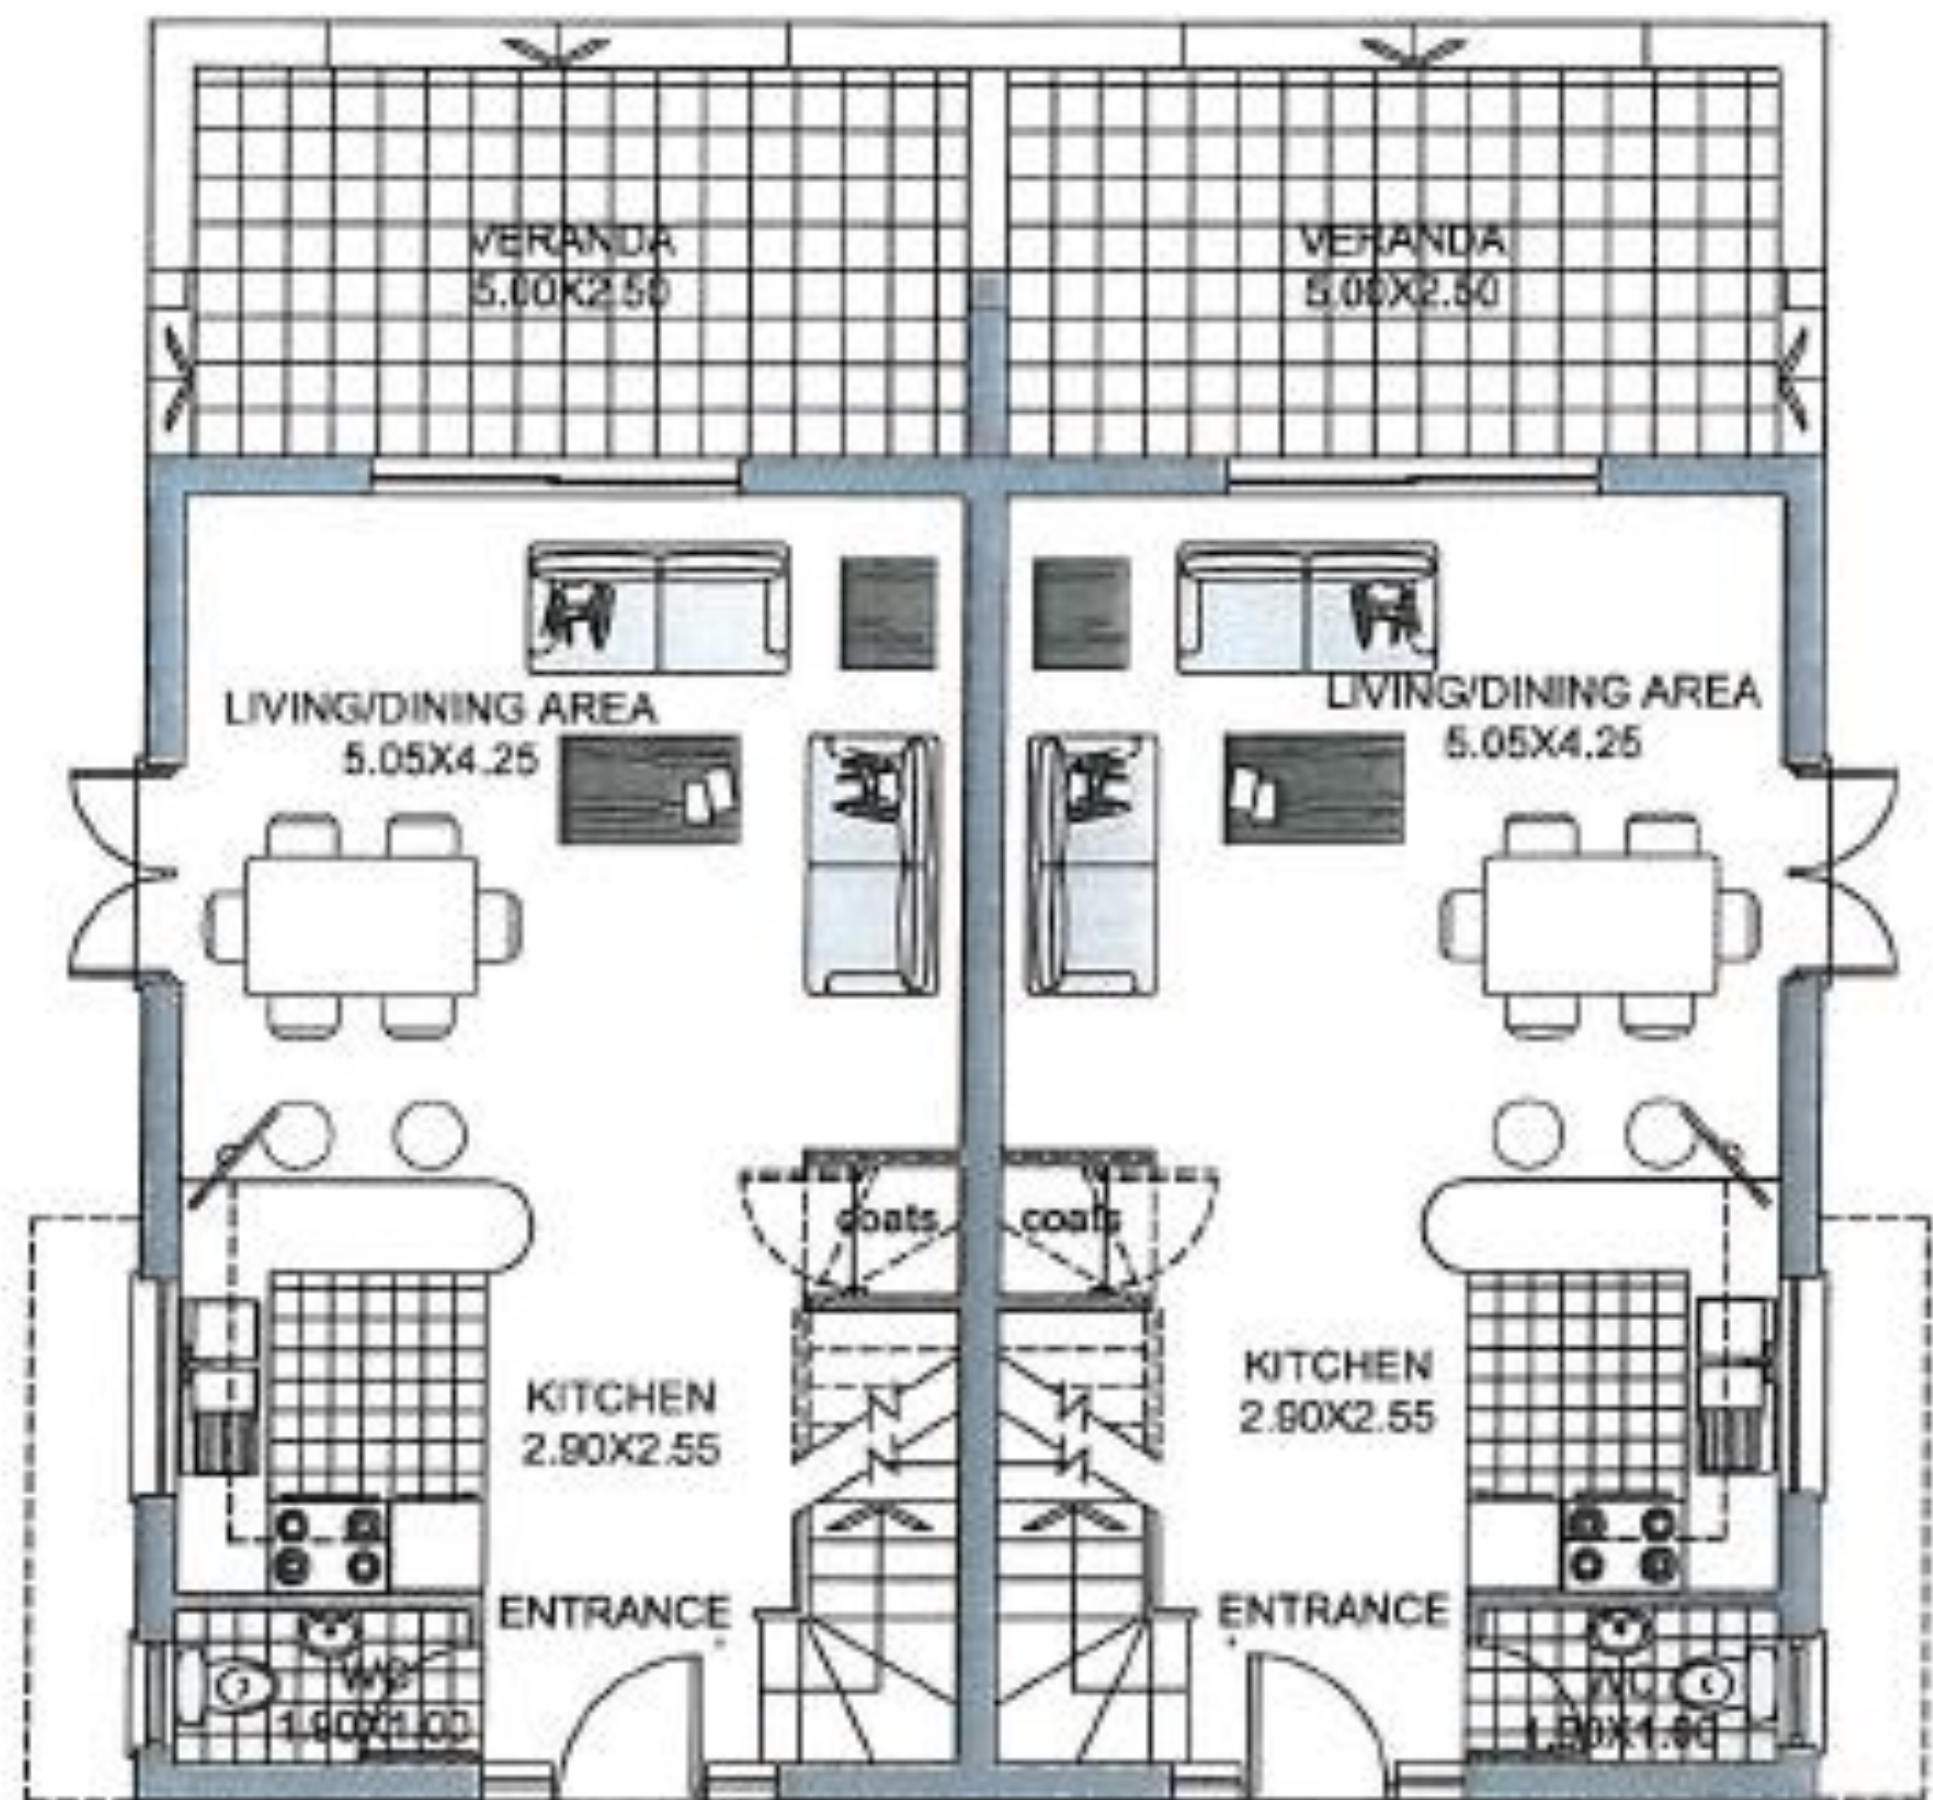 VERANDA
5.00X2.50
VERANDA
5.00X2.50
LIVING/DINING AREA
5.05X4.25
LIVING/DINING AREA
5.05X4.25
coats
coats
KITCHEN
2.90X2.55
KITCHEN
2.90X2.55
ENTRANCE
ENTRANCE
WC
WC